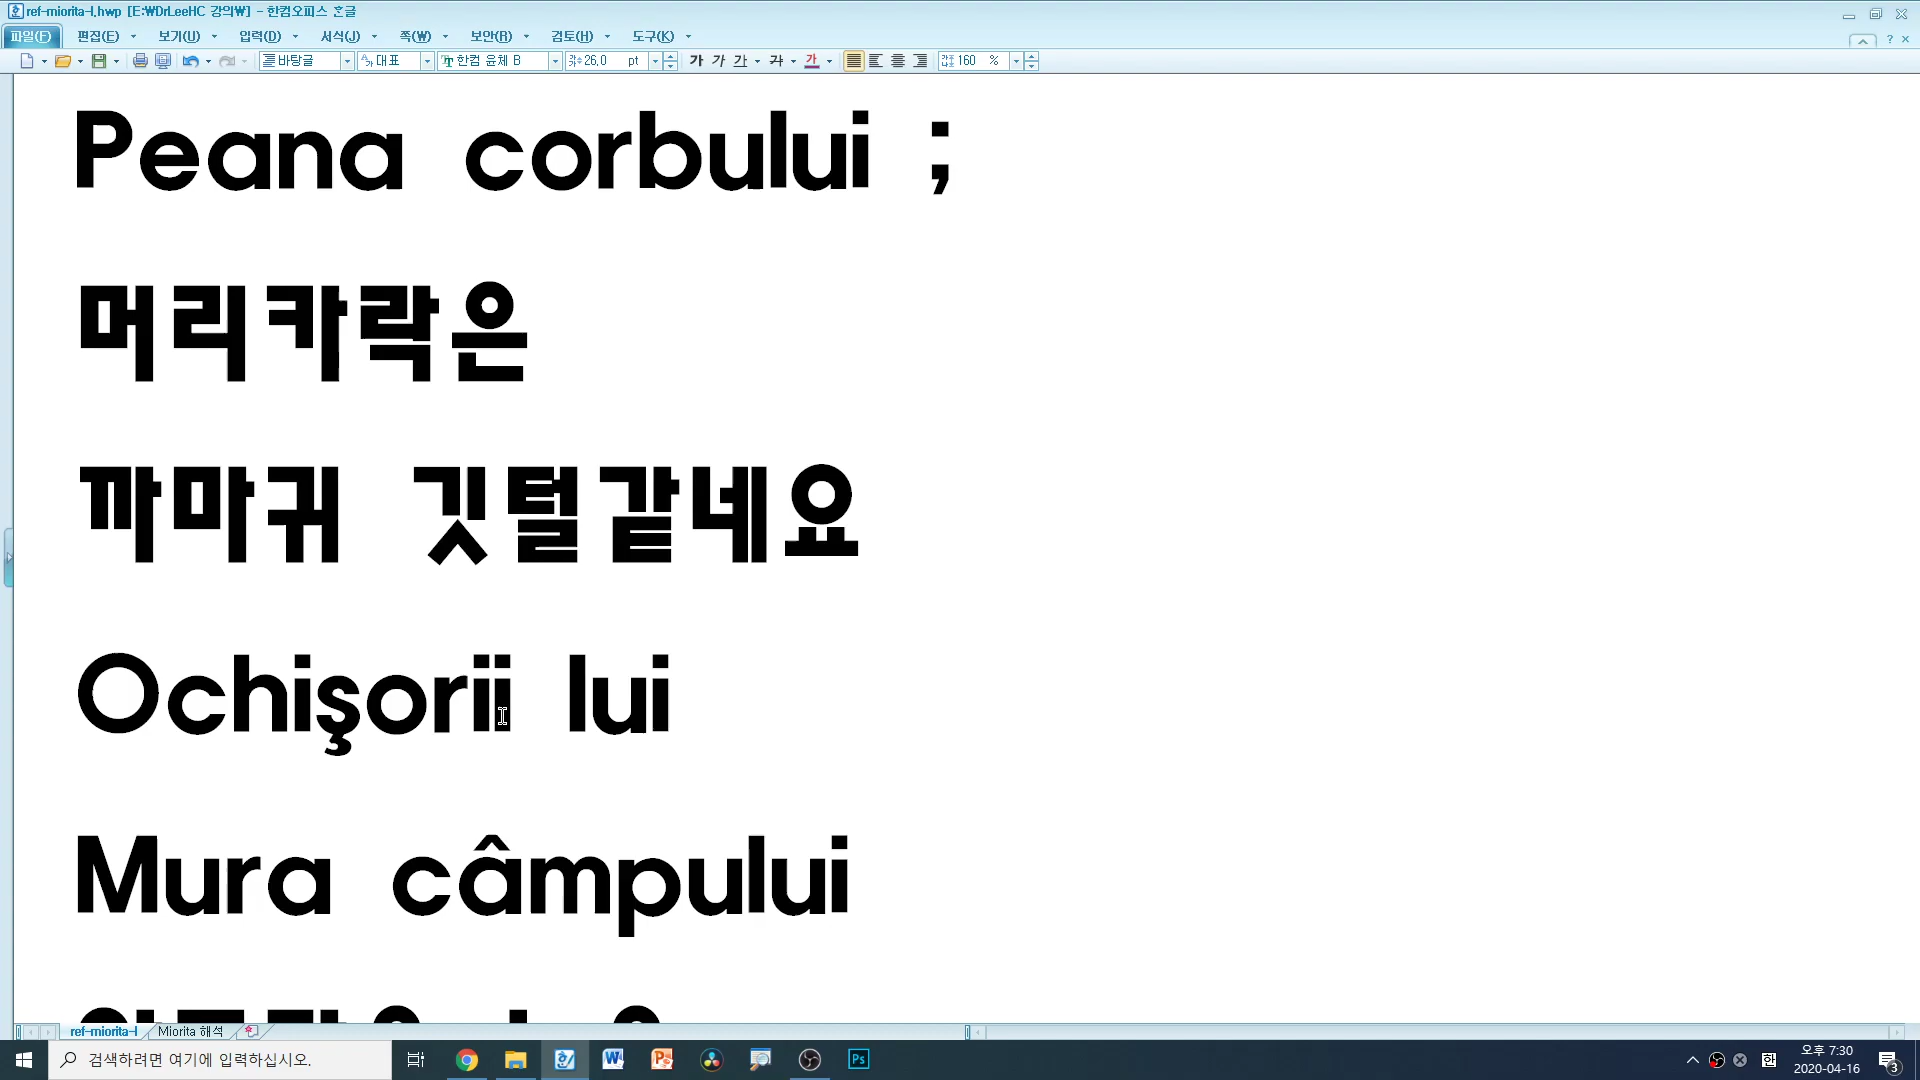 ref-miorita-I.hwp [E:\DrLeeHC 강의\] - 한컴오피스 한글
파일(F) 편집(E) 보기(U) 입력(D) 서식(J) 쪽(W) 보안(R) 검토(H) 도구(K)
바탕글 대표 한컴 윤체 B 26.0 pt 가 가 가 가 가 160 %
Peana corbului ;
머리카락은
까마귀 깃털같네요
Ochişorii lui
Mura câmpului
ref-miorita-I Miorita 해석
검색하려면 여기에 입력하십시오.
Ps
한
오후 7:30
2020-04-16
3